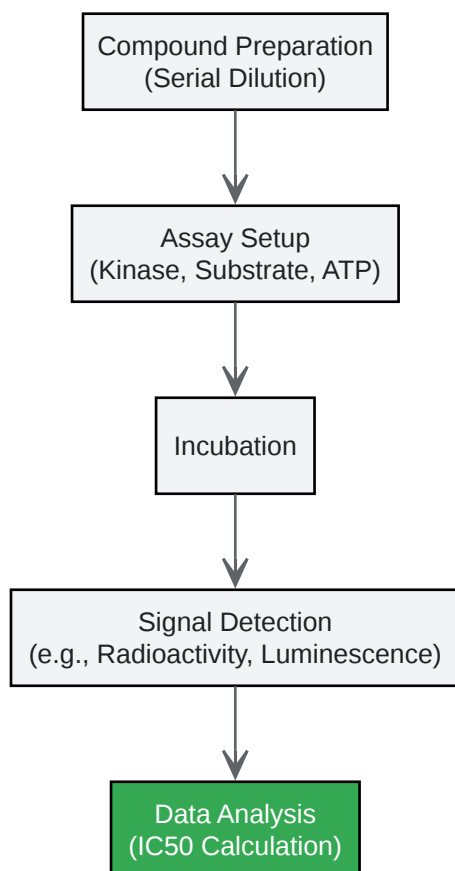 Compound Preparation
(Serial Dilution)
Assay Setup
(Kinase, Substrate, ATP)
Incubation
Signal Detection
(e.g., Radioactivity, Luminescence)
Data Analysis
(IC50 Calculation)